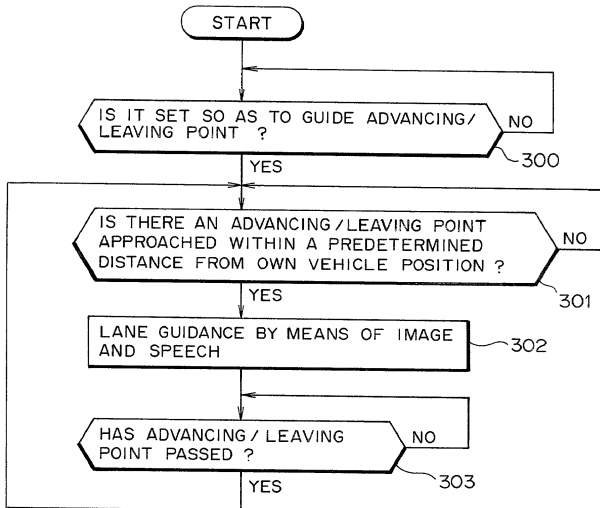 START
IS IT SET SO AS TO GUIDE ADVANCING/
LEAVING POINT ?
NO
300
YES
IS THERE AN ADVANCING/LEAVING POINT
APPROACHED WITHIN A PREDETERMINED
DISTANCE FROM OWN VEHICLE POSITION ?
NO
301
YES
LANE GUIDANCE BY MEANS OF IMAGE
AND SPEECH
302
HAS ADVANCING/LEAVING
POINT PASSED ?
NO
303
YES